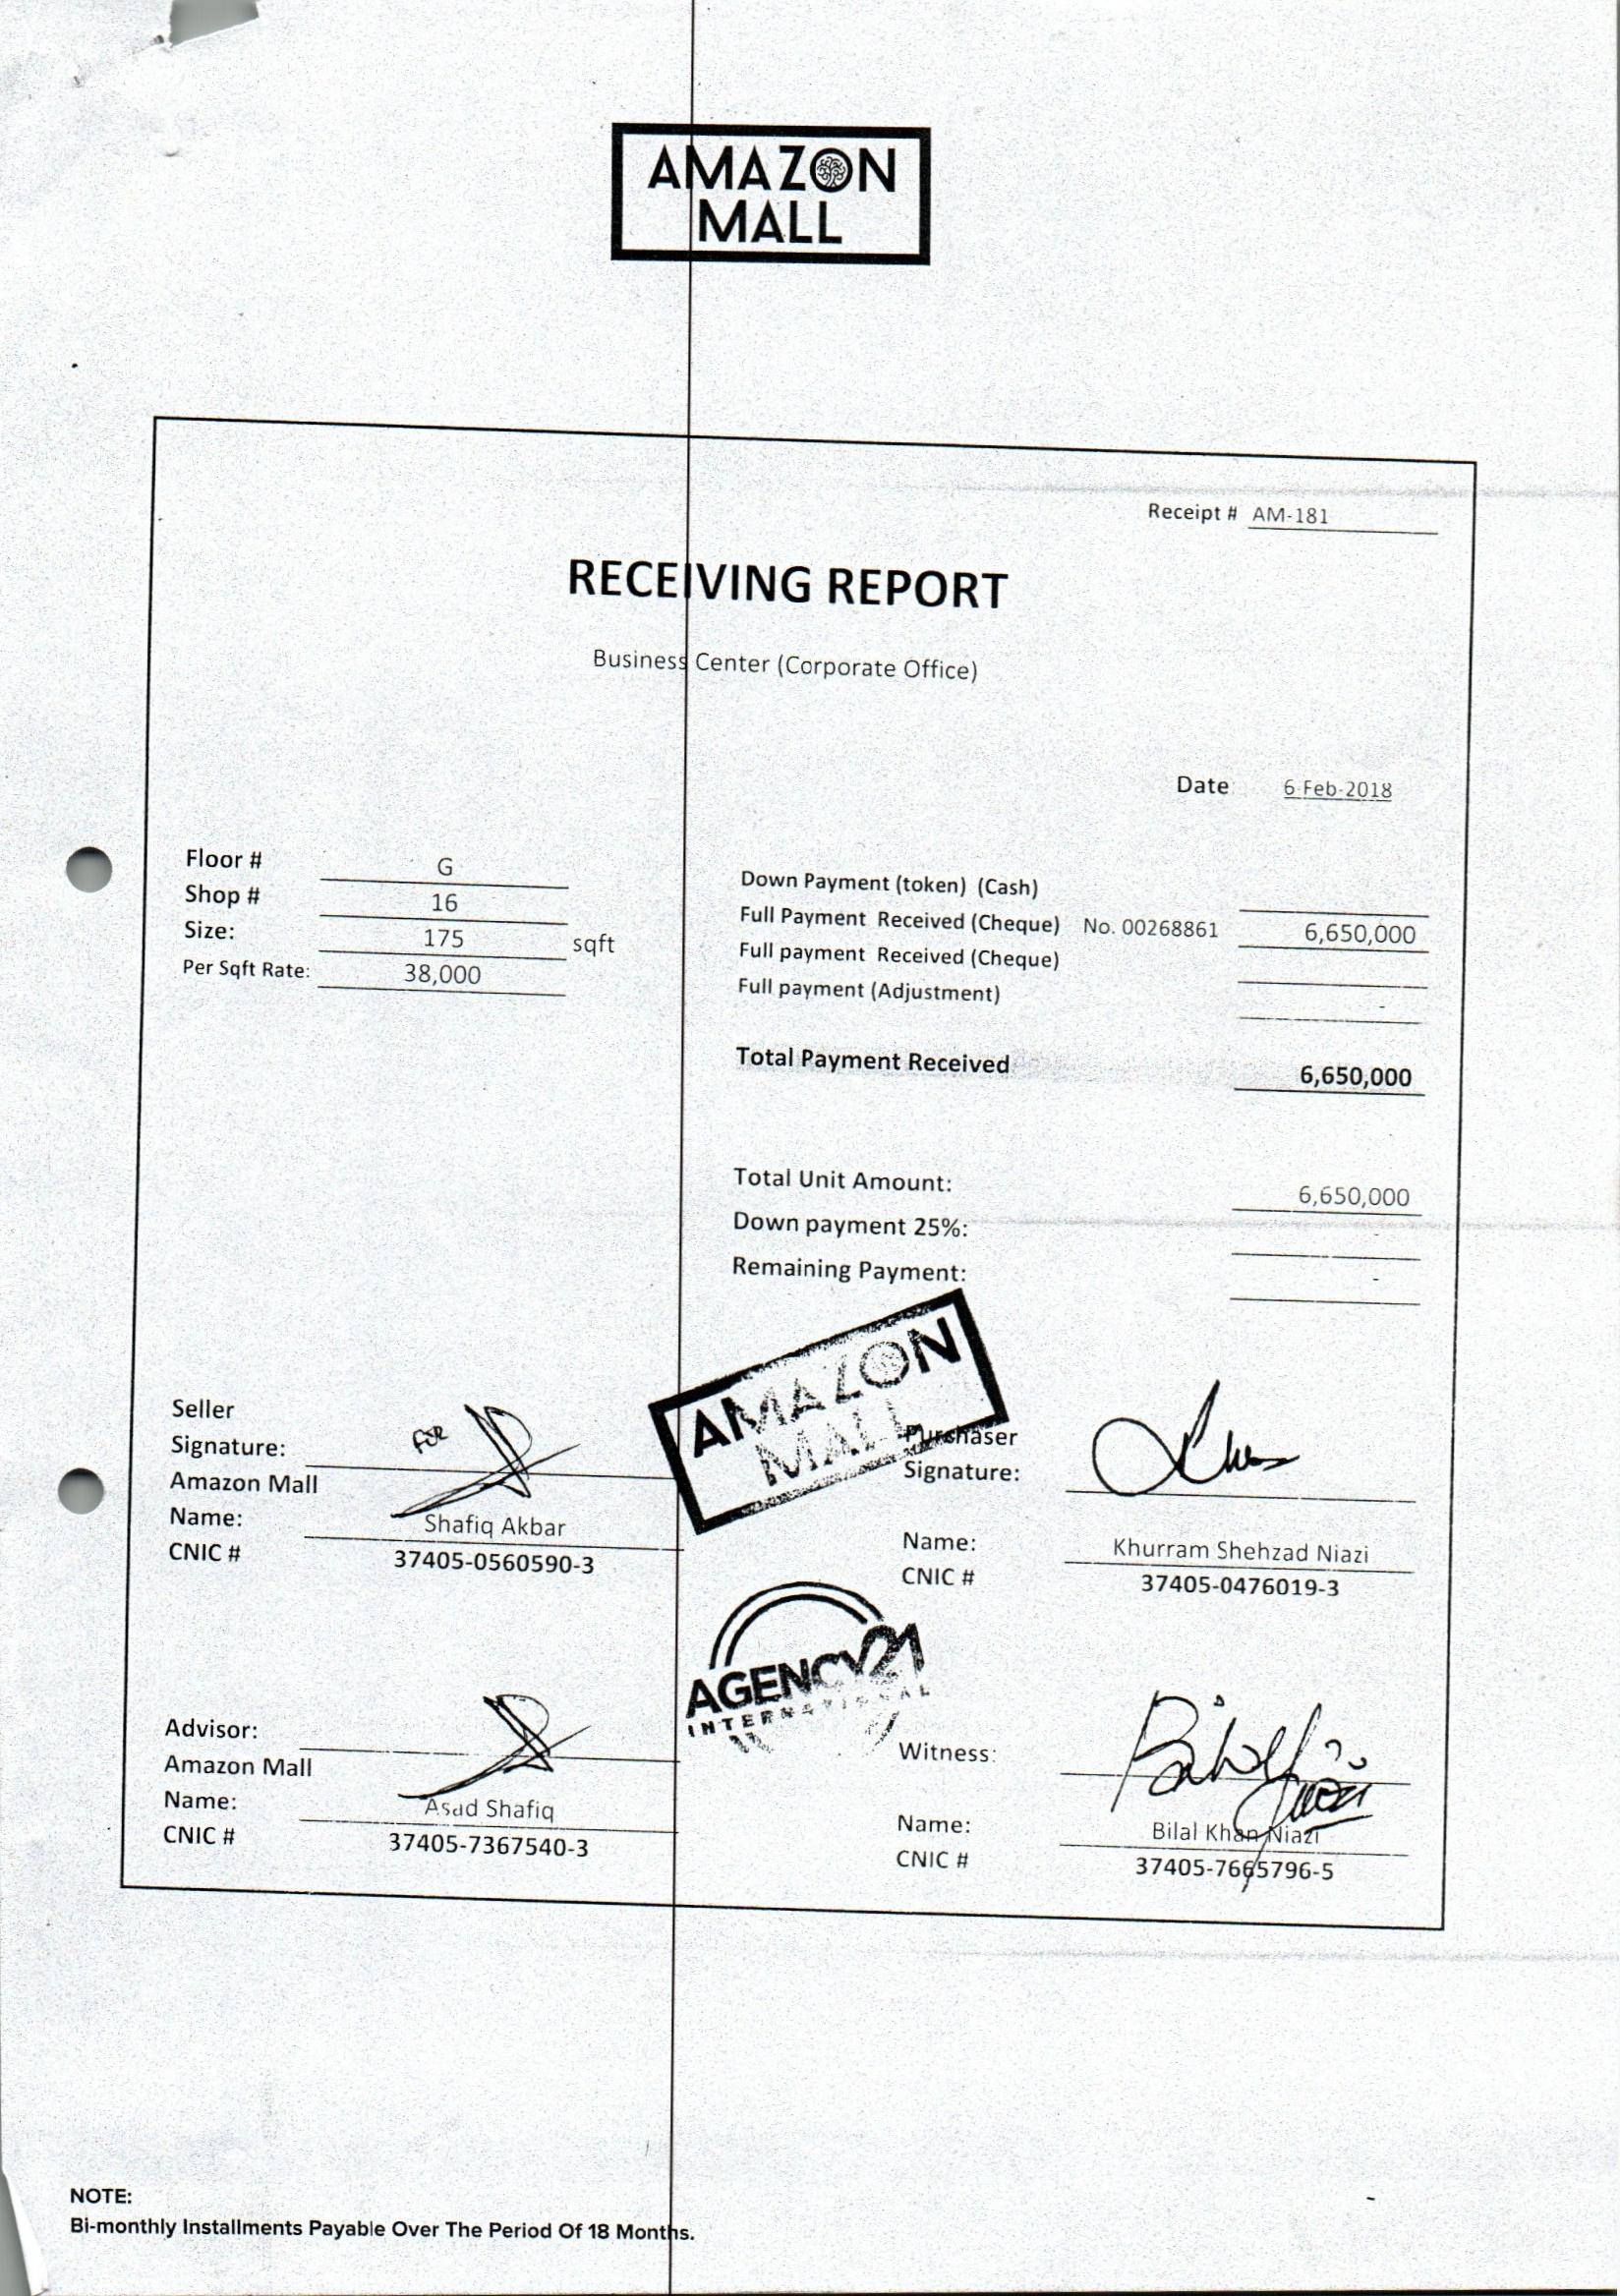 AMAZON
MALL
Receipt # AM-181
RECEIVING REPORT
Business Center (Corporate Office)
Date 6-Feb-2018
Floor # G
Shop # 16
Size: 175 sqft
Per Sqft Rate: 38,000
Down Payment (token) (Cash)
Full Payment Received (Cheque) No. 00268861 6,650,000
Full payment Received (Cheque)
Full payment (Adjustment) -
Total Payment Received 6,650,000
Total Unit Amount: 6,650,000
Down payment 25%: -
Remaining Payment: -
AMAZON
MALL
Seller
Signature: FOR
Amazon Mall
Name: Shafiq Akbar
CNIC # 37405-0560590-3
Purchaser
Signature:
Name: Khurram Shehzad Niazi
CNIC # 37405-0476019-3
AGENCY21
INTERNATIONAL
Advisor:
Amazon Mall
Name: Asad Shafiq
CNIC # 37405-7367540-3
Witness: Bilal Niazi
Name: Bilal Khan Niazi
CNIC # 37405-7665796-5
NOTE:
Bi-monthly Installments Payable Over The Period Of 18 Months.